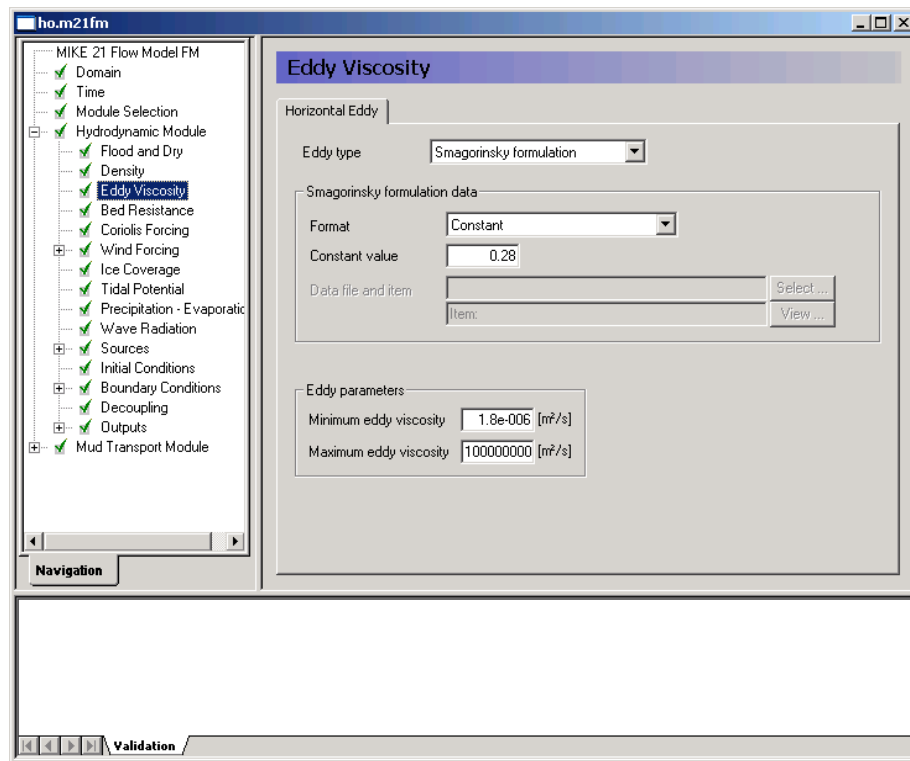 ho.m21fm
MIKE 21 Flow Model FM
Domain
Time
Module Selection
Hydrodynamic Module
Flood and Dry
Density
Eddy Viscosity
Bed Resistance
Coriolis Forcing
Wind Forcing
Ice Coverage
Tidal Potential
Precipitation - Evaporatic
Wave Radiation
Sources
Initial Conditions
Boundary Conditions
Decoupling
Outputs
Mud Transport Module
Navigation
Eddy Viscosity
Horizontal Eddy
Eddy type Smagorinsky formulation
Smagorinsky formulation data
Format Constant
Constant value 0.28
Data file and item Select ...
Item: View ...
Eddy parameters
Minimum eddy viscosity 1.8e-006 [m²/s]
Maximum eddy viscosity 100000000 [m²/s]
Validation